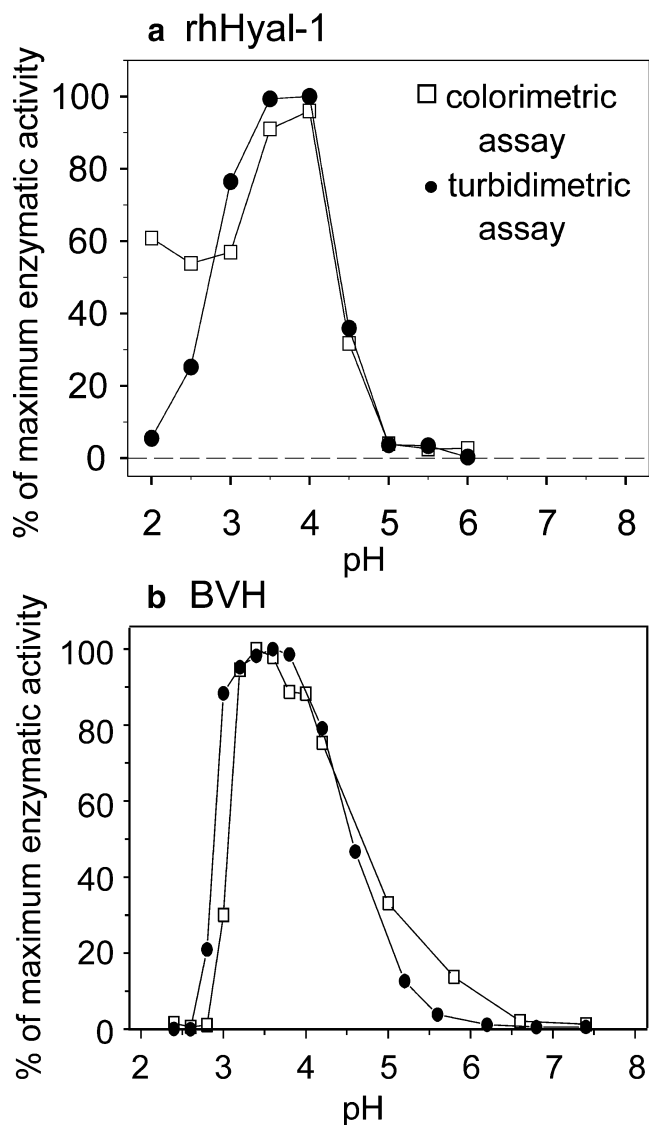 a rhHyal-1
% of maximum enzymatic activity
100
80
60
40
20
0
colorimetric
assay
turbidimetric
assay
2 3 4 5 6 7 8
pH
b BVH
% of maximum enzymatic activity
100
80
60
40
20
0
2 3 4 5 6 7 8
pH